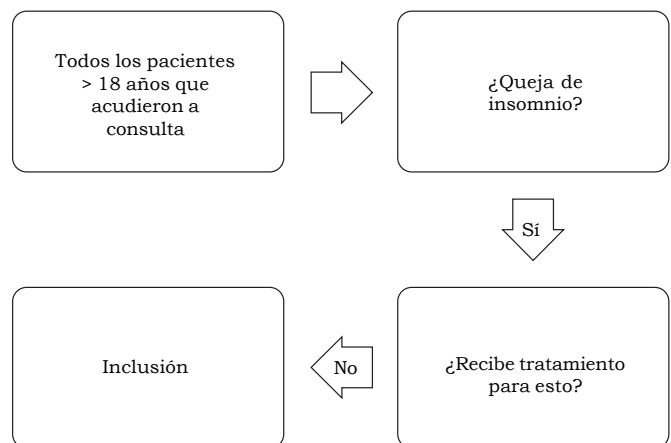 Todos los pacientes
> 18 años que
acudieron a
consulta
¿Queja de
insomnio?
Sí
¿Recibe tratamiento
para esto?
No
Inclusión